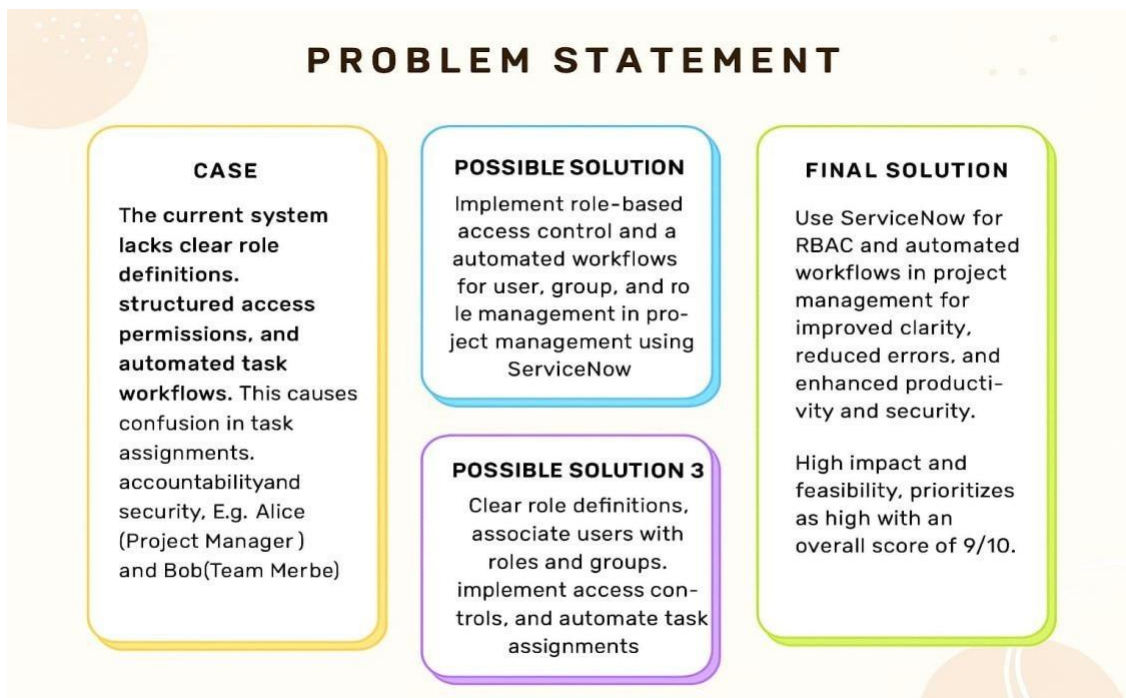 PROBLEM STATEMENT
CASE
The current system
lacks clear role
definitions.
structured access
permissions, and
automated task
workflows. This causes
confusion in task
assignments.
accountabilityand
security, E.g. Alice
(Project Manager )
and Bob(Team Merbe)
POSSIBLE SOLUTION
Implement role-based
access control and a
automated workflows
for user, group, and ro
le management in pro-
ject management using
ServiceNow
POSSIBLE SOLUTION 3
Clear role definitions,
associate users with
roles and groups.
implement access con-
trols, and automate task
assignments
FINAL SOLUTION
Use ServiceNow for
RBAC and automated
workflows in project
management for
improved clarity,
reduced errors, and
enhanced producti-
vity and security.
High impact and
feasibility, prioritizes
as high with an
overall score of 9/10.